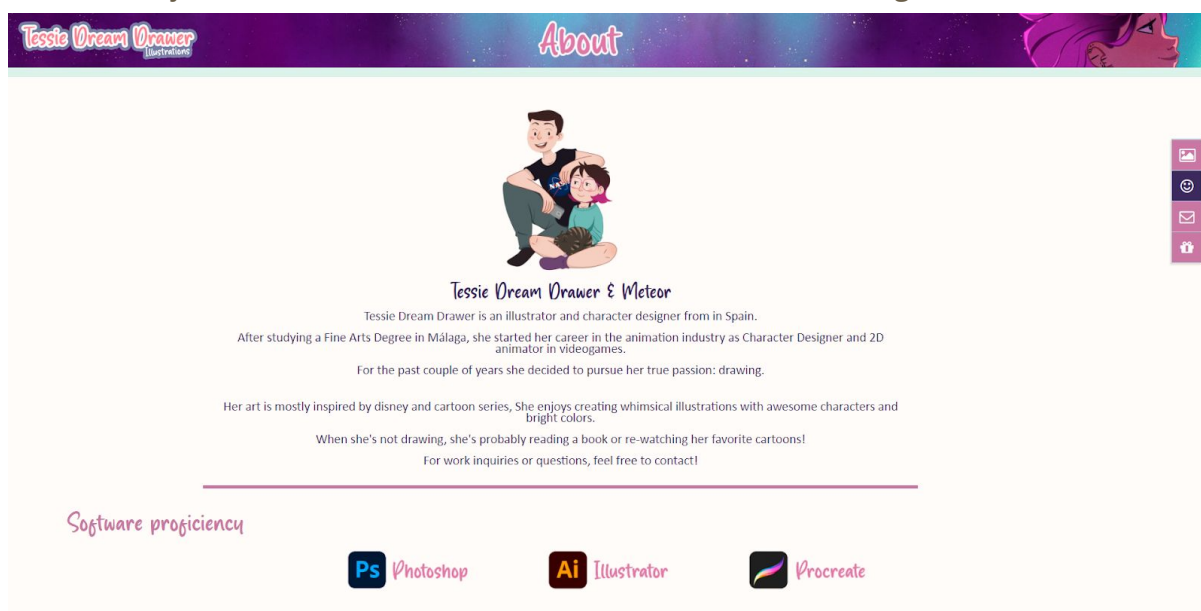 Tessie Dream Drawer
Illustrations
About
NASA
Tessie Dream Drawer & Meteor
Tessie Dream Drawer is an illustrator and character designer from in Spain.
After studying a Fine Arts Degree in Málaga, she started her career in the animation industry as Character Designer and 2D
animator in videogames.
For the past couple of years she decided to pursue her true passion: drawing.
Her art is mostly inspired by disney and cartoon series, She enjoys creating whimsical illustrations with awesome characters and
bright colors.
When she's not drawing, she's probably reading a book or re-watching her favorite cartoons!
For work inquiries or questions, feel free to contact!
Software proficiency
Ps Photoshop
Ai Illustrator
Procreate